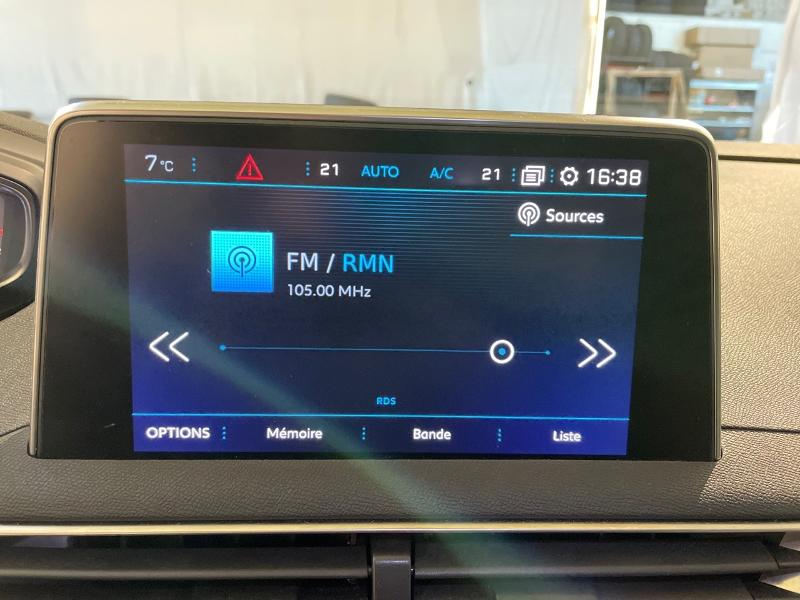 7°C 21 AUTO A/C 21 16:38
Sources
FM / RMN
105.00 MHz
RDS
OPTIONS Mémoire Bande Liste